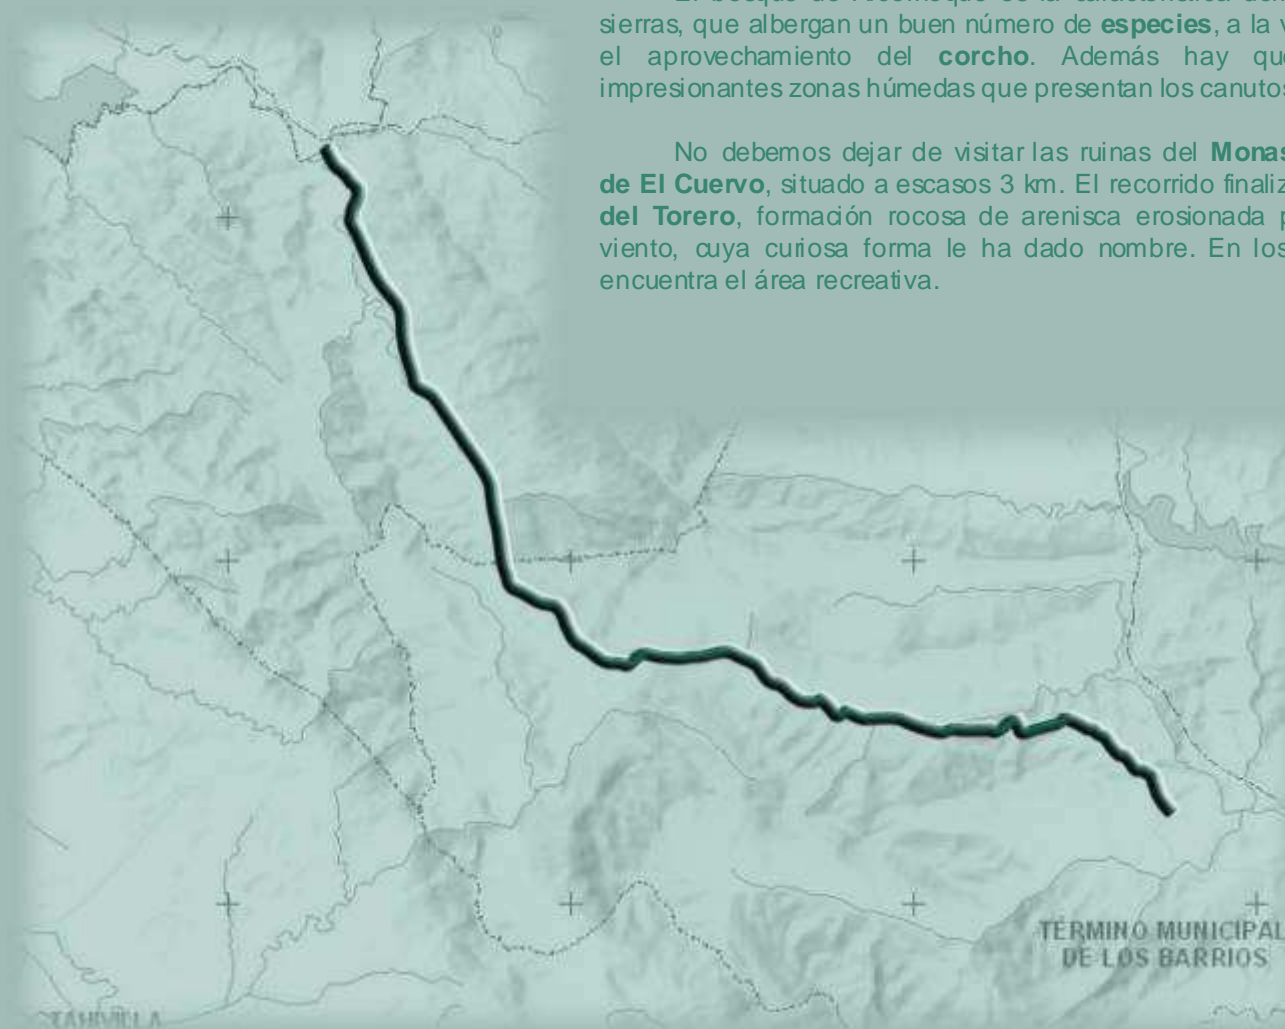 sierras, que albergan un buen número de especies, a la v
el aprovechamiento del corcho. Además hay que
impresionantes zonas húmedas que presentan los canutos
No debemos dejar de visitar las ruinas del Monas
de El Cuervo, situado a escasos 3 km. El recorrido finaliz
del Torero, formación rocosa de arenisca erosionada p
viento, cuya curiosa forma le ha dado nombre. En los
encuentra el área recreativa.
TÉRMINO MUNICIPAL
DE LOS BARRIOS
TAHIVILLA